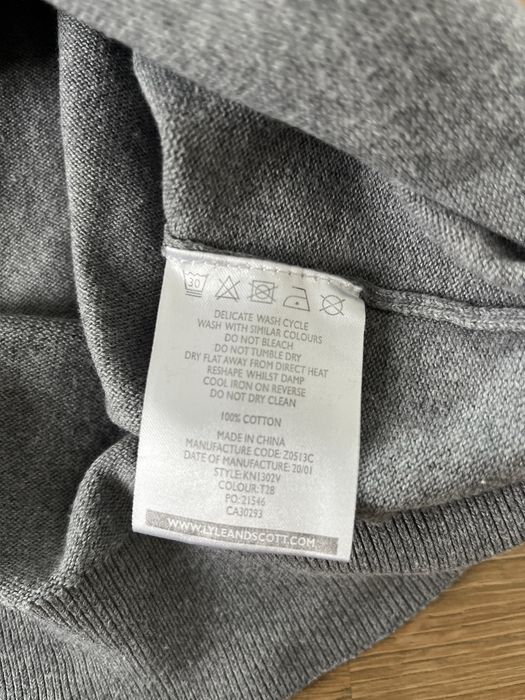 30
DELICATE WASH CYCLE
WASH WITH SIMILAR COLOURS
DO NOT BLEACH
DO NOT TUMBLE DRY
DRY FLAT AWAY FROM DIRECT HEAT
RESHAPE WHILST DAMP
COOL IRON ON REVERSE
DO NOT DRY CLEAN
100% COTTON
MADE IN CHINA
MANUFACTURE CODE: Z0513C
DATE OF MANUFACTURE: 20/01
STYLE: KN1302V
COLOUR: T28
PO: 21546
CA30293
WWW.LYLEANDSCOTT.COM